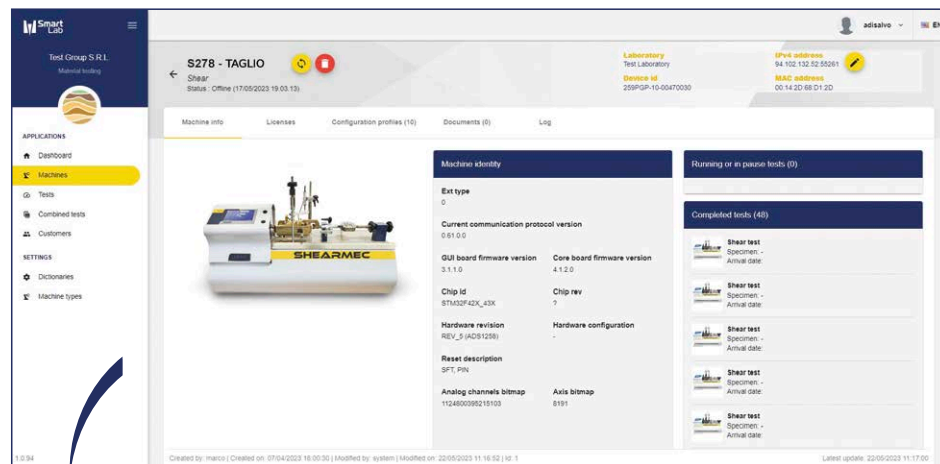 Smart
Lab
adisalvo
EN
Test Group S.R.L.
Material testing
S278 - TAGLIO
Shear
Status : Offline (17/05/2023 19.03.13)
Laboratory
Test Laboratory
Device id
259PGP-10-00470030
IPv4 address
94.102.132.52:55261
MAC address
00:14:2D:66:D1:2D
Machine info
Licenses
Configuration profiles (10)
Documents (0)
Log
APPLICATIONS
Dashboard
Machines
Tests
Combined tests
Customers
SETTINGS
Dictionaries
Machine types
SHEARMEC
Machine identity
Ext type
0
Current communication protocol version
0.61.0.0
GUI board firmware version
3.1.1.0
Core board firmware version
4.1.2.0
Chip id
STM32F42X_43X
Chip rev
?
Hardware revision
REV_5 (ADS1256)
Hardware configuration
-
Reset description
SFT, PIN
Analog channels bitmap
1124800395215103
Axis bitmap
8191
Running or in pause tests (0)
Completed tests (48)
Shear test
Specimen: -
Arrival date:
Shear test
Specimen: -
Arrival date:
Shear test
Specimen: -
Arrival date:
Shear test
Specimen: -
Arrival date:
Shear test
Specimen: -
Arrival date:
1.0.94
Created by: marco | Created on: 07/04/2023 18:00:30 | Modified by: system | Modified on: 22/05/2023 11:16:52 | Id: 1
Latest update: 22/05/2023 11:17:00